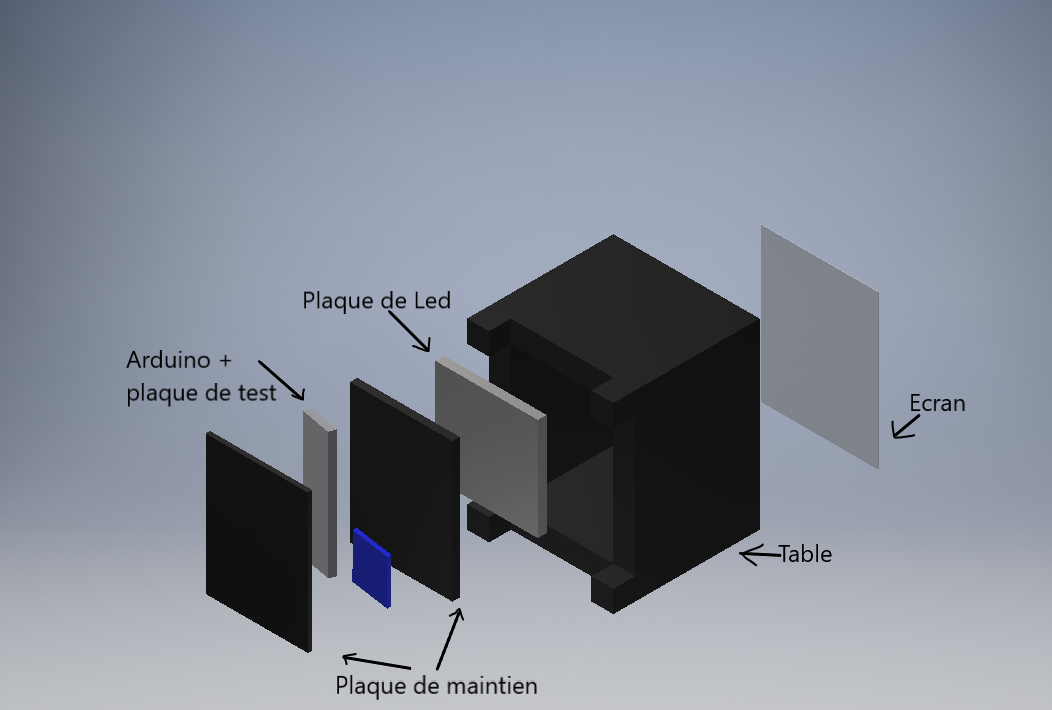 Plaque de Led
Arduino +
plaque de test
Ecran
Table
Plaque de maintien